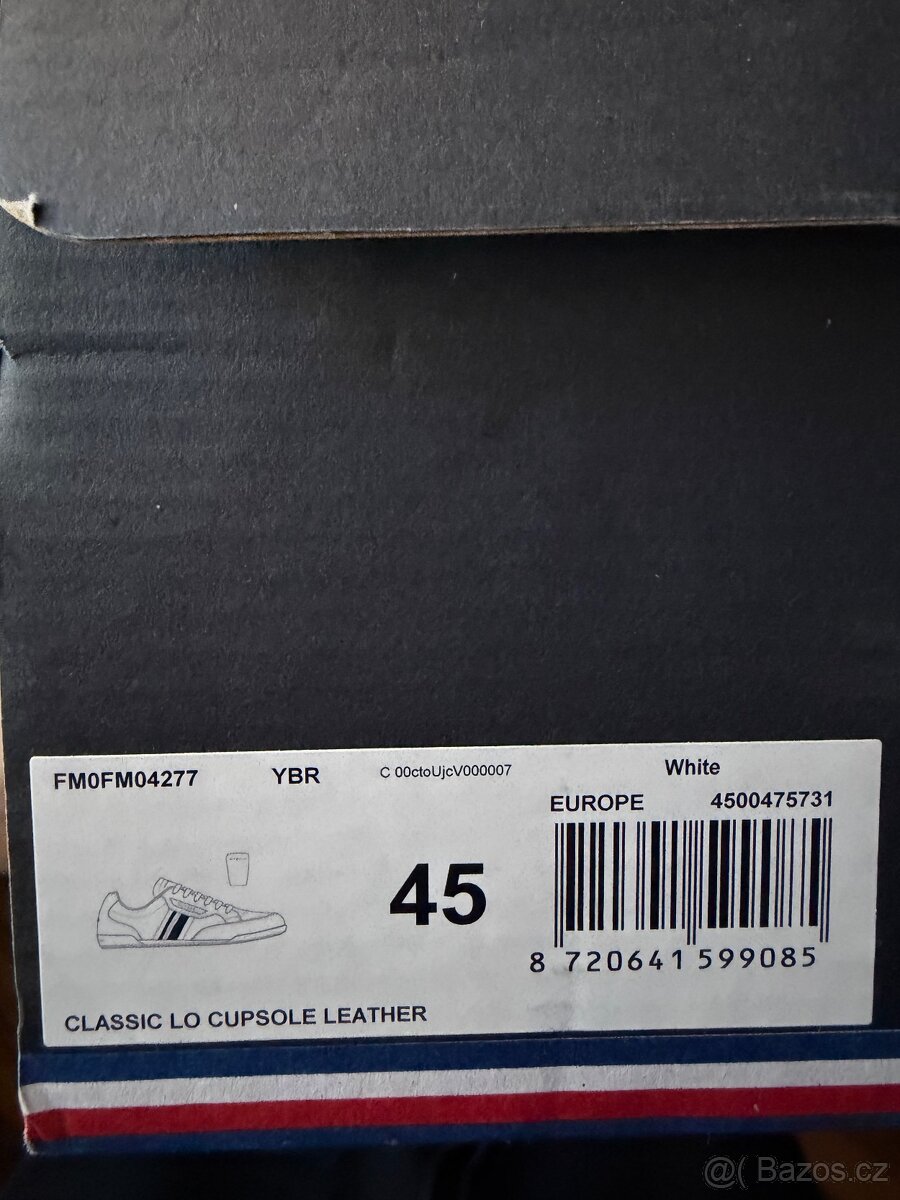 FM0FM04277 YBR C 00ctoUjcV000007 White
EUROPE 4500475731
45
8 720641 599085
CLASSIC LO CUPSOLE LEATHER
@( Bazos.cz